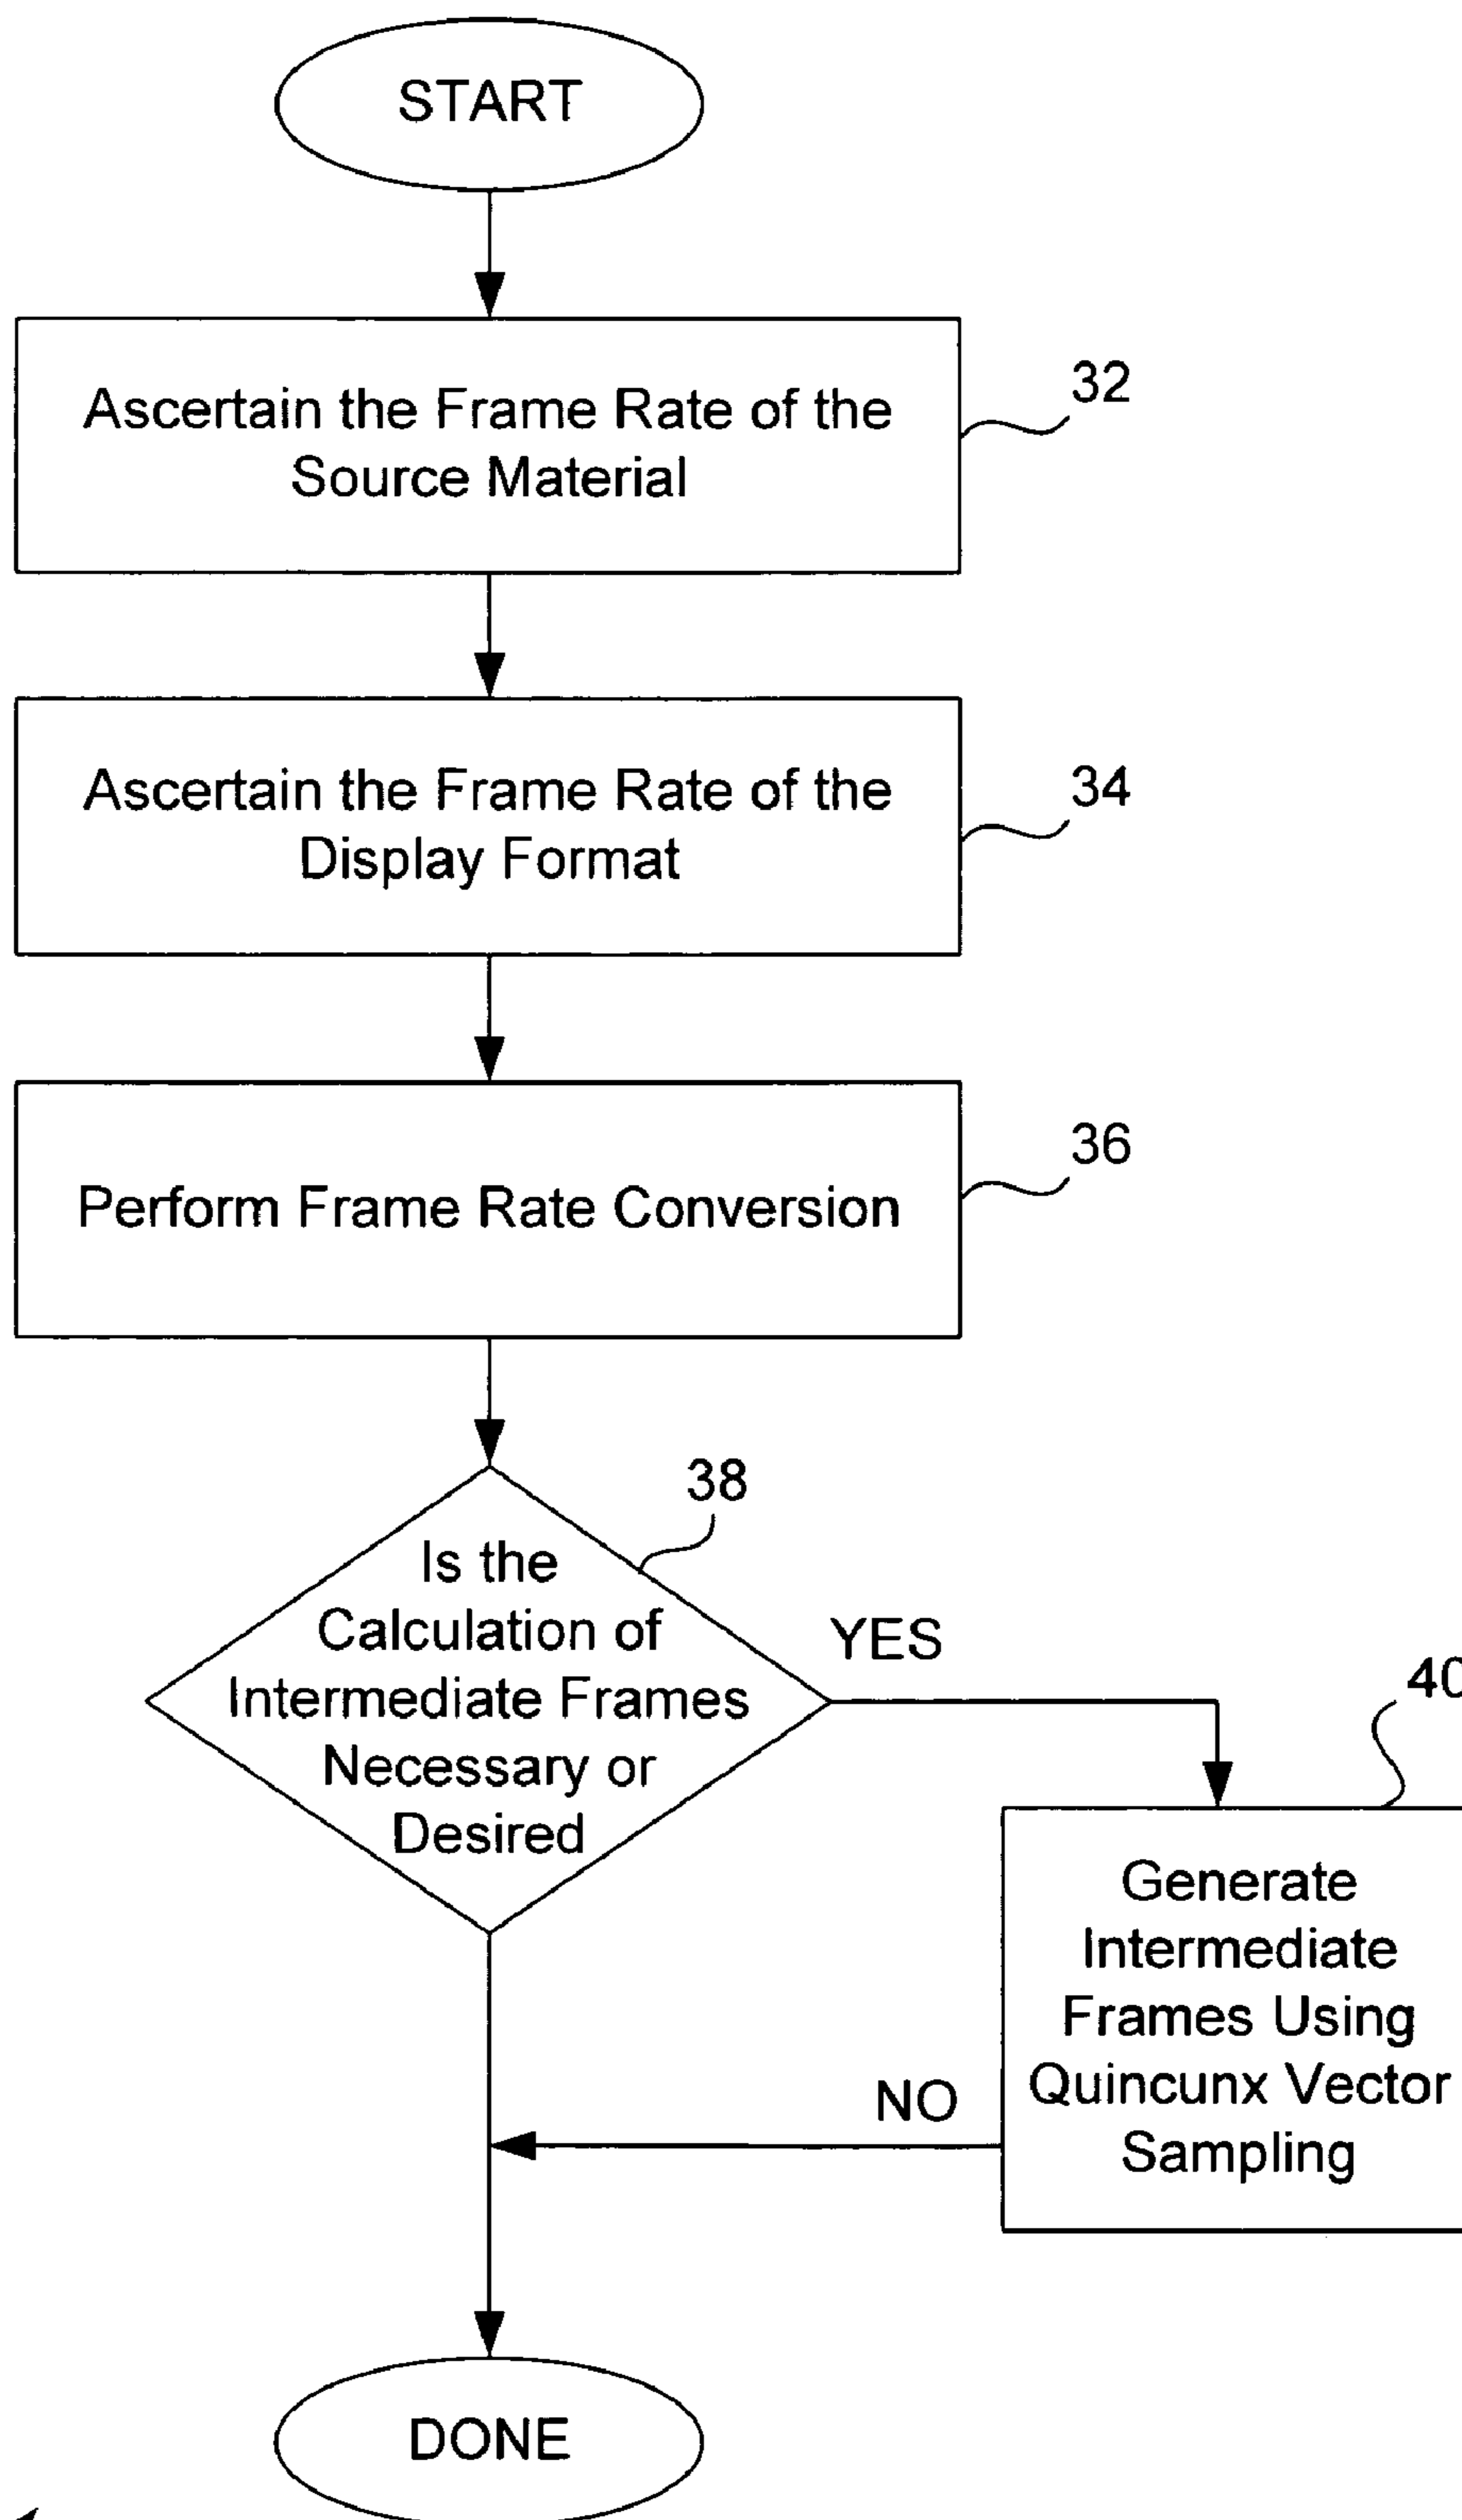 START
Ascertain the Frame Rate of the
Source Material
32
Ascertain the Frame Rate of the
Display Format
34
Perform Frame Rate Conversion
36
38
Is the
Calculation of
Intermediate Frames
Necessary or
Desired
YES
40
Generate
Intermediate
Frames Using
Quincunx Vector
Sampling
NO
DONE